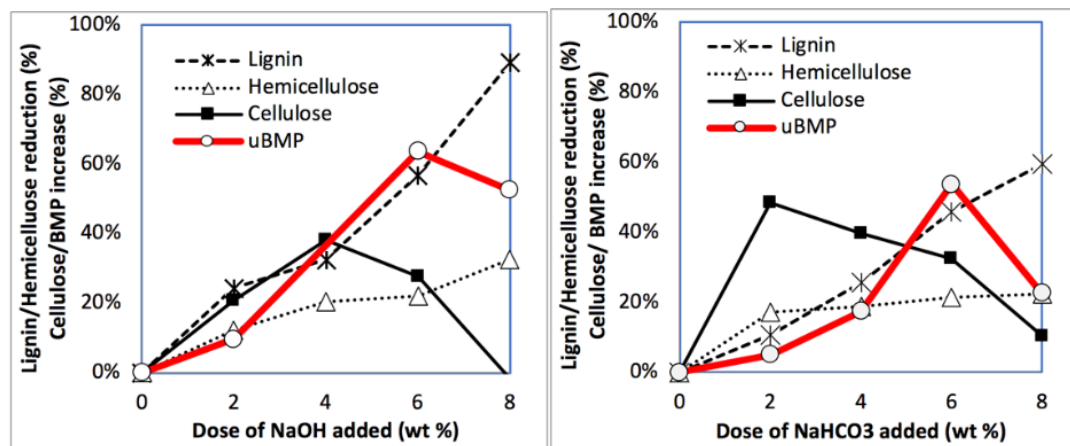 Lignin/Hemicelluose reduction (%)
Cellulose/BMP increase (%)
100%
80%
60%
40%
20%
0%
Lignin
Hemicellulose
Cellulose
uBMP
0 2 4 6 8
Dose of NaOH added (wt %)
Lignin/Hemicelluose reduction (%)
Cellulose/ BMP increase (%)
100%
80%
60%
40%
20%
0%
Lignin
Hemicellulose
Cellulose
uBMP
0 2 4 6 8
Dose of NaHCO3 added (wt %)